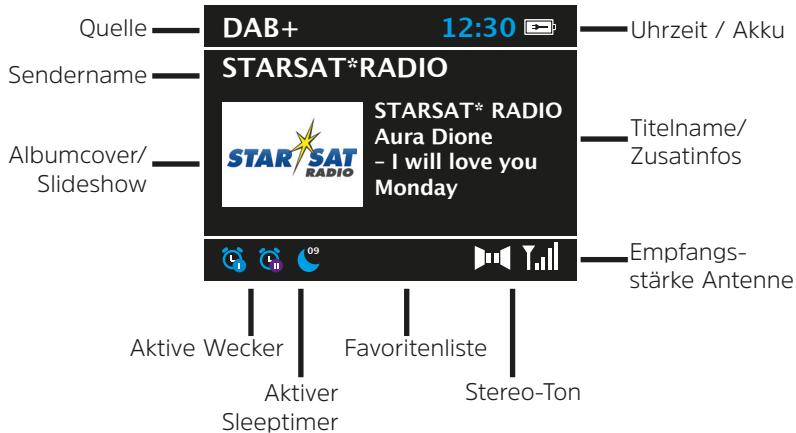 Quelle
DAB+
12:30
Uhrzeit / Akku
Sendername
STARSAT*RADIO
Albumcover/
Slideshow
STAR SAT
RADIO
STARSAT* RADIO
Aura Dione
– I will love you
Monday
Titelname/
Zusatinfos
I
II
09
Empfangs-
stärke Antenne
Aktive Wecker
Favoritenliste
Aktiver
Sleeptimer
Stereo-Ton